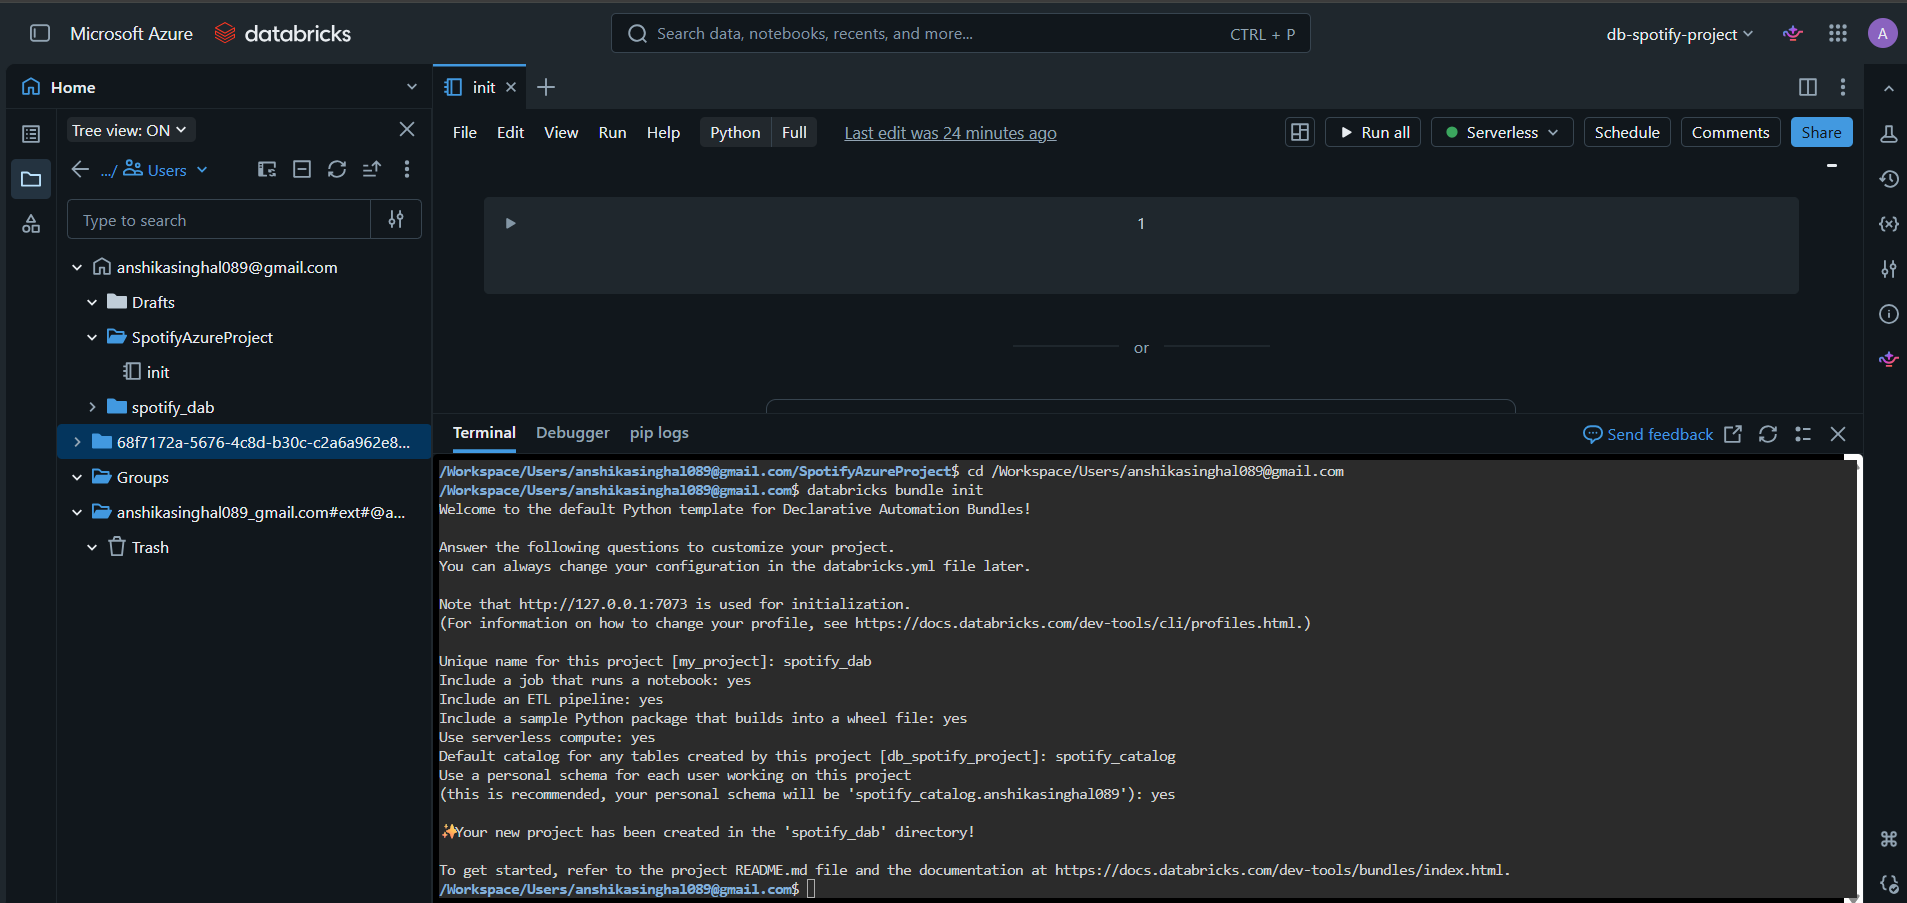 Microsoft Azure databricks Search data, notebooks, recents, and more... CTRL + P db-spotify-project A
Home
init
Tree view: ON
File Edit View Run Help Python Full Last edit was 24 minutes ago Run all Serverless Schedule Comments Share
.../ Users
Type to search
1
anshikasinghal089@gmail.com
Drafts
SpotifyAzureProject
init
spotify_dab
68f7172a-5676-4c8d-b30c-c2a6a962e8...
Groups
anshikasinghal089_gmail.com#ext#@a...
Trash
or
Terminal Debugger pip logs Send feedback
/Workspace/Users/anshikasinghal089@gmail.com/SpotifyAzureProject$ cd /Workspace/Users/anshikasinghal089@gmail.com
/Workspace/Users/anshikasinghal089@gmail.com$ databricks bundle init
Welcome to the default Python template for Declarative Automation Bundles!
Answer the following questions to customize your project.
You can always change your configuration in the databricks.yml file later.
Note that http://127.0.0.1:7073 is used for initialization.
(For information on how to change your profile, see https://docs.databricks.com/dev-tools/cli/profiles.html.)
Unique name for this project [my_project]: spotify_dab
Include a job that runs a notebook: yes
Include an ETL pipeline: yes
Include a sample Python package that builds into a wheel file: yes
Use serverless compute: yes
Default catalog for any tables created by this project [db_spotify_project]: spotify_catalog
Use a personal schema for each user working on this project
(this is recommended, your personal schema will be 'spotify_catalog.anshikasinghal089'): yes
✨Your new project has been created in the 'spotify_dab' directory!
To get started, refer to the project README.md file and the documentation at https://docs.databricks.com/dev-tools/bundles/index.html.
/Workspace/Users/anshikasinghal089@gmail.com$